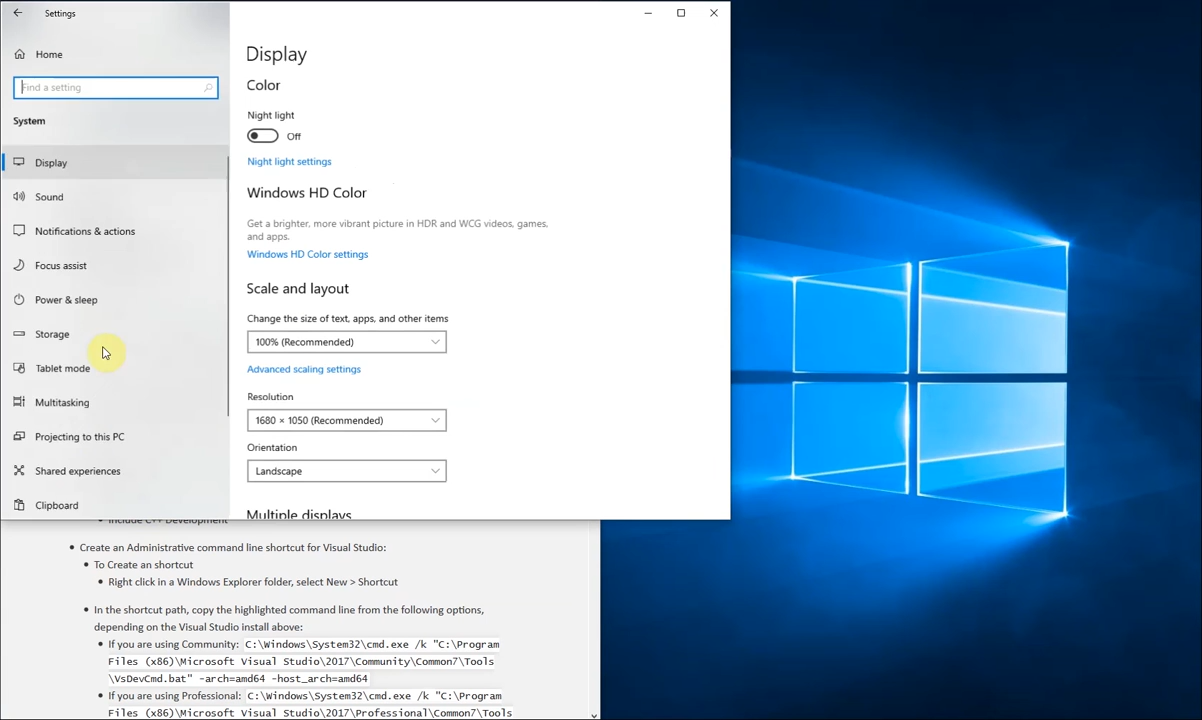 Settings
Home
Find a setting
System
Display
Sound
Notifications & actions
Focus assist
Power & sleep
Storage
Tablet mode
Multitasking
Projecting to this PC
Shared experiences
Clipboard
Display
Color
Night light
Off
Night light settings
Windows HD Color
Get a brighter, more vibrant picture in HDR and WCG videos, games,
and apps.
Windows HD Color settings
Scale and layout
Change the size of text, apps, and other items
100% (Recommended)
Advanced scaling settings
Resolution
1680 × 1050 (Recommended)
Orientation
Landscape
Multiple displays
Include C++ Development
• Create an Administrative command line shortcut for Visual Studio:
• To Create an shortcut
• Right click in a Windows Explorer folder, select New > Shortcut
• In the shortcut path, copy the highlighted command line from the following options,
depending on the Visual Studio install above:
• If you are using Community: C:\Windows\System32\cmd.exe /k "C:\Program
Files (x86)\Microsoft Visual Studio\2017\Community\Common7\Tools
\VsDevCmd.bat" -arch=amd64 -host_arch=amd64
• If you are using Professional: C:\Windows\System32\cmd.exe /k "C:\Program
Files (x86)\Microsoft Visual Studio\2017\Professional\Common7\Tools